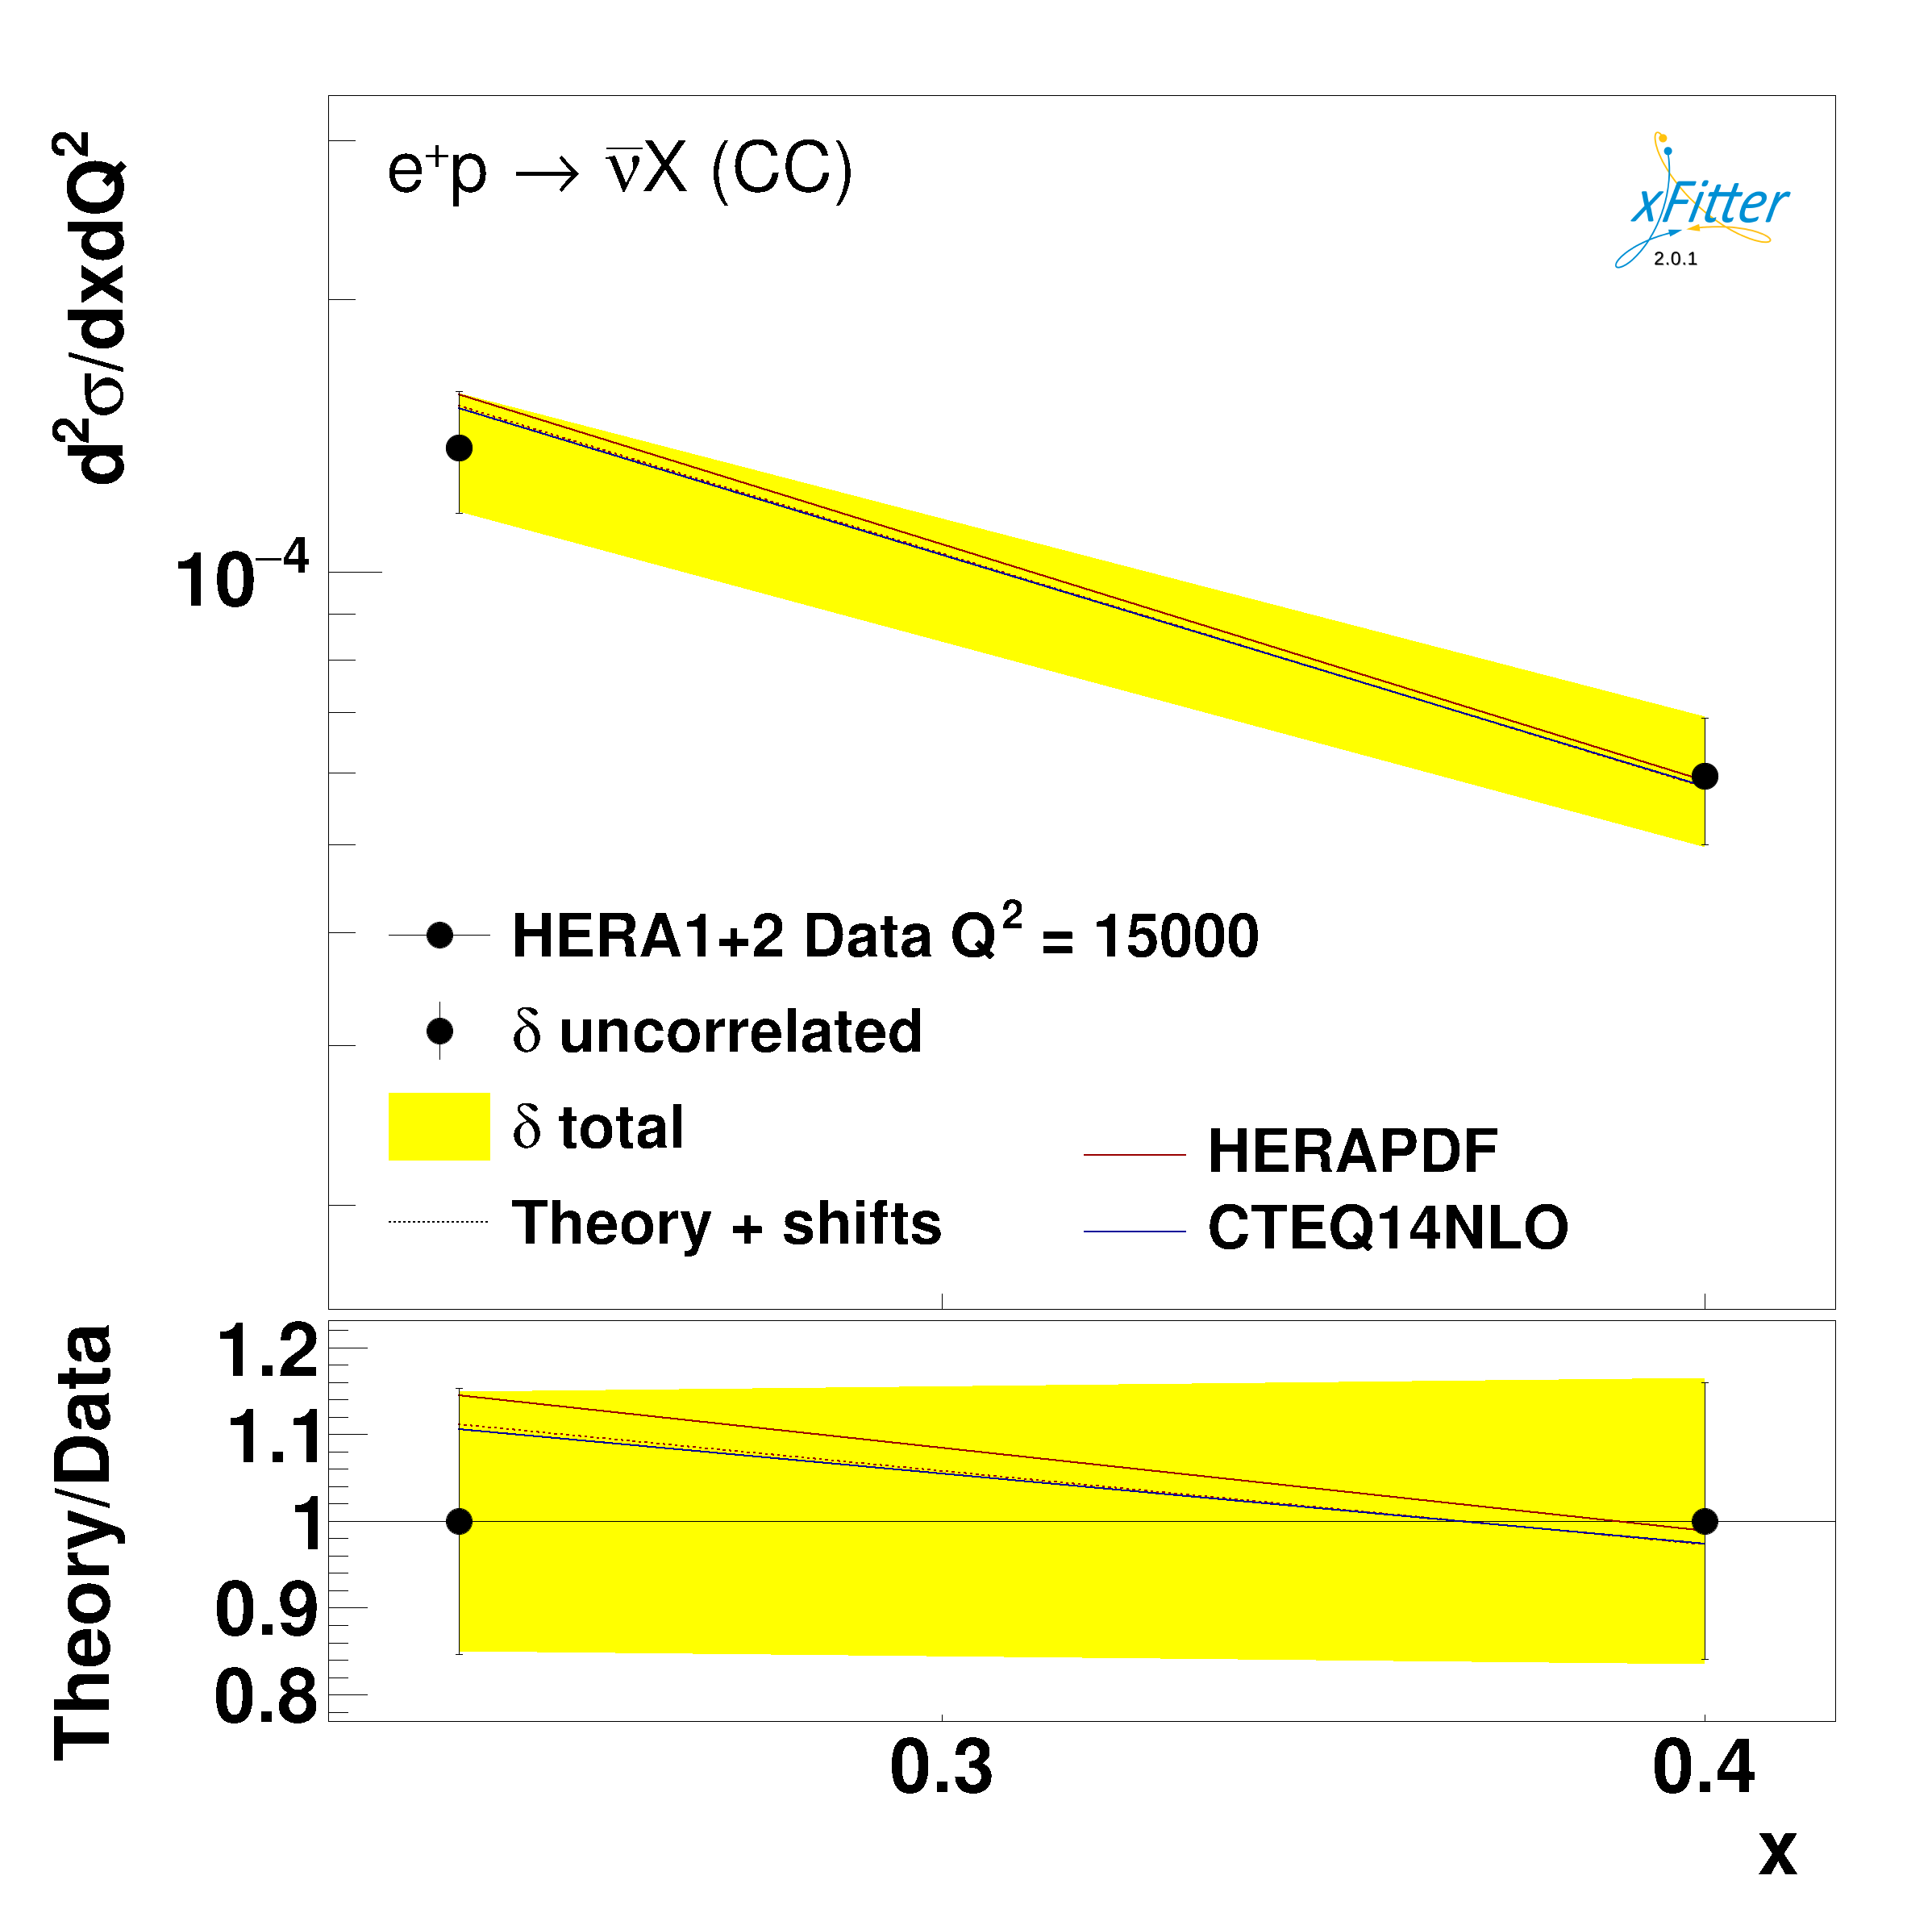 d²σ/dxdQ²
e⁺p → ν̄X (CC)
xFitter
2.0.1
10⁻⁴
HERA1+2 Data Q² = 15000
δ uncorrelated
δ total
Theory + shifts
HERAPDF
CTEQ14NLO
Theory/Data
1.2
1.1
1
0.9
0.8
0.3
0.4
x